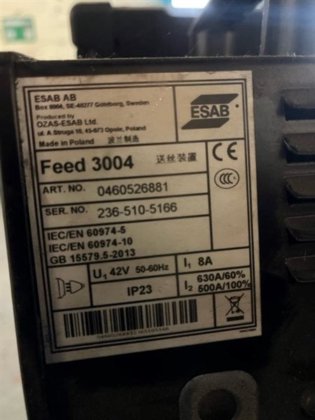 ESAB AB
Box 8004, SE-40277 Göteborg, Sweden
Produced by
OZAS-ESAB Ltd.
ul. A Struga 10, 45-073 Opole, Poland
Made in Poland 波兰制造
ESAB
Feed 3004 送丝装置
CE
CCC
ART. NO. 0460526881
SER. NO. 236-510-5166
IEC/EN 60974-5
IEC/EN 60974-10
GB 15579.5-2013
U1 42V 50-60Hz
I1 8A
IP23
I2 630A/60%
500A/100%